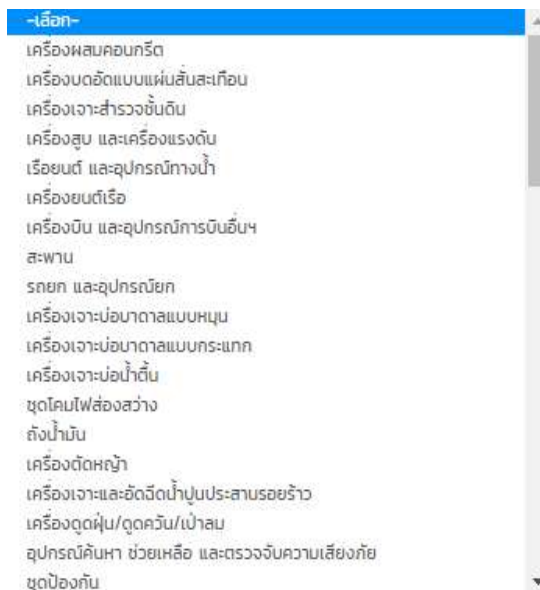 -เลือก-
เครื่องผสมคอนกรีต
เครื่องบดอัดแบบแผ่นสั่นสะเทือน
เครื่องเจาะสำรวจชั้นดิน
เครื่องสูบ และเครื่องแรงดัน
เรือยนต์ และอุปกรณ์ทางน้ำ
เครื่องยนต์เรือ
เครื่องบิน และอุปกรณ์การบินอื่นฯ
สะพาน
รถยก และอุปกรณ์ยก
เครื่องเจาะบ่อบาดาลแบบหมุน
เครื่องเจาะบ่อบาดาลแบบกระแทก
เครื่องเจาะบ่อน้ำตื้น
ชุดโคมไฟส่องสว่าง
ถังน้ำมัน
เครื่องตัดหญ้า
เครื่องเจาะและอัดฉีดน้ำปูนประสานรอยร้าว
เครื่องดูดฝุ่น/ดูดควัน/เป่าลม
อุปกรณ์ค้นหา ช่วยเหลือ และตรวจจับความเสียงภัย
ชุดป้องกัน